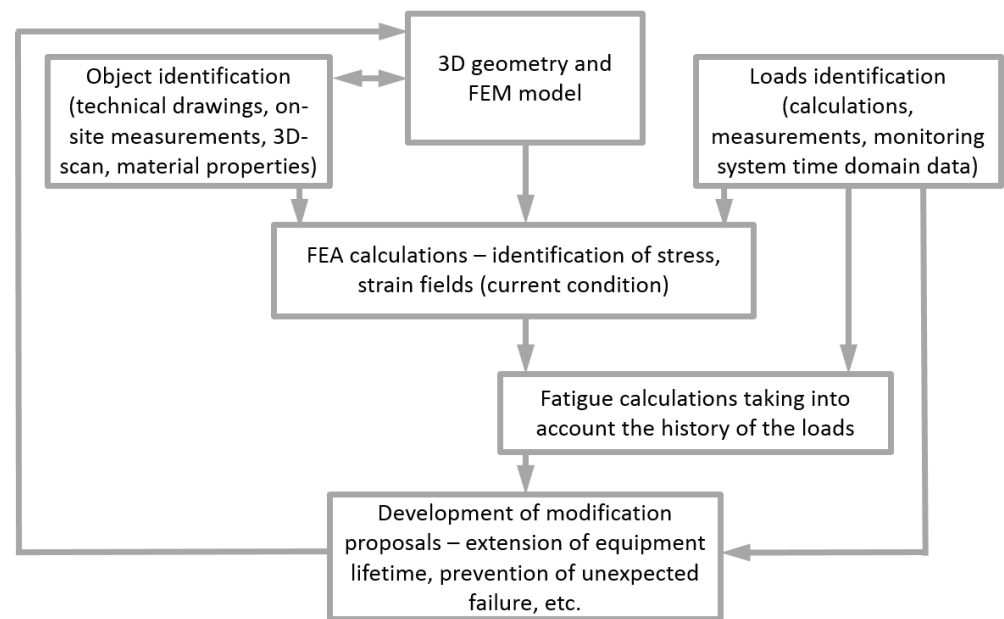 3D geometry and
FEM model
Object identification
(technical drawings, on-
site measurements, 3D-
scan, material properties)
Loads identification
(calculations,
measurements, monitoring
system time domain data)
FEA calculations – identification of stress,
strain fields (current condition)
Fatigue calculations taking into
account the history of the loads
Development of modification
proposals – extension of equipment
lifetime, prevention of unexpected
failure, etc.